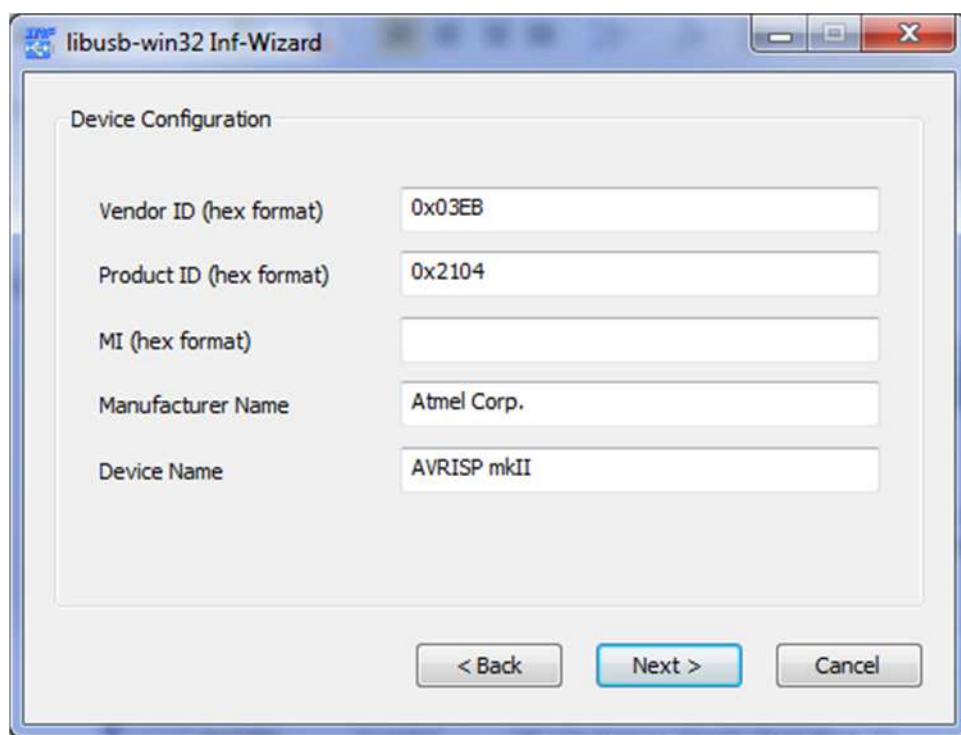 libusb-win32 Inf-Wizard
Device Configuration
Vendor ID (hex format) 0x03EB
Product ID (hex format) 0x2104
MI (hex format)
Manufacturer Name Atmel Corp.
Device Name AVRISP mkII
< Back Next > Cancel